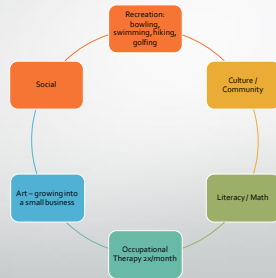 Recreation:
bowling,
swimming, hiking,
golfing
Culture /
Community
Literacy / Math
Occupational
Therapy 2x/month
Art – growing into
a small business
Social